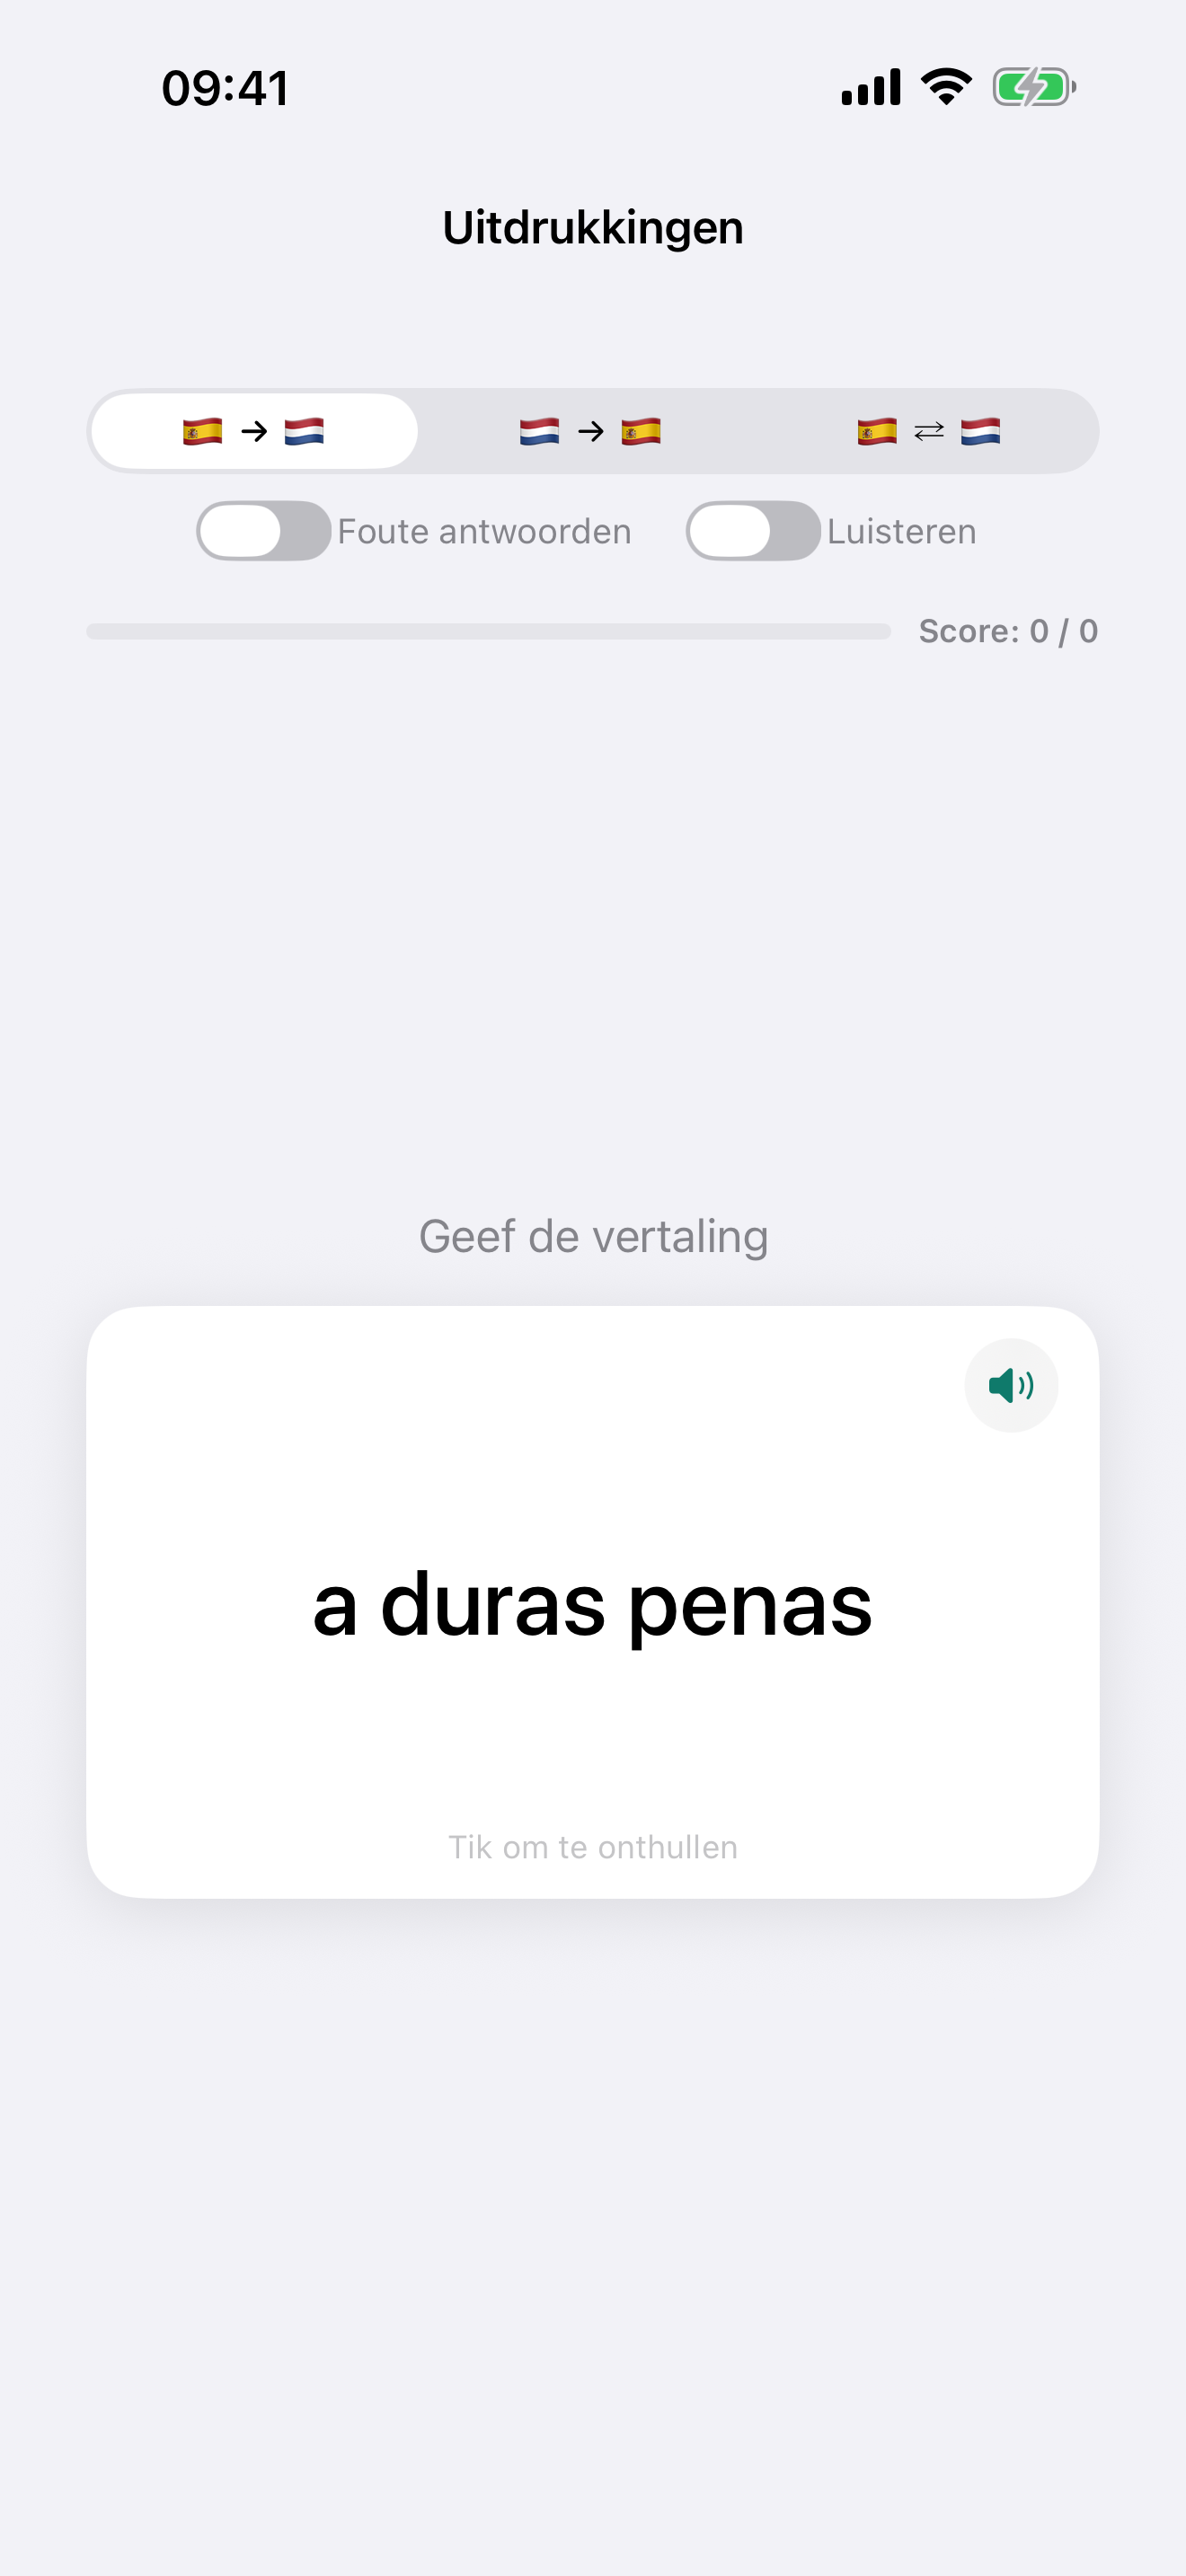 09:41
Uitdrukkingen
🇪🇸 → 🇳🇱 🇳🇱 → 🇪🇸 🇪🇸 ⇄ 🇳🇱
Foute antwoorden Luisteren
Score: 0 / 0
Geef de vertaling
a duras penas
Tik om te onthullen